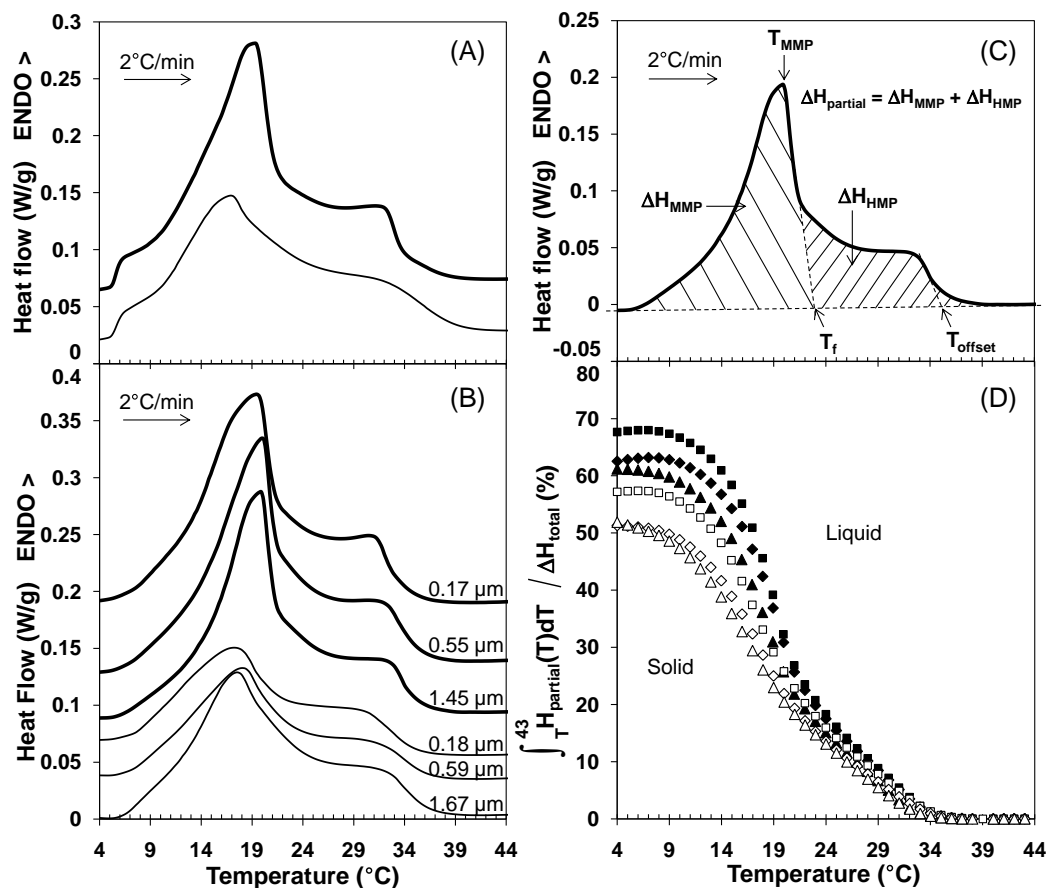 (A)
2°C/min
Heat flow (W/g) ENDO >
0.3
0.25
0.2
0.15
0.1
0.05
0
(B)
2°C/min
Heat Flow (W/g) ENDO >
0.4
0.35
0.3
0.25
0.2
0.15
0.1
0.05
0
0.17 µm
0.55 µm
1.45 µm
0.18 µm
0.59 µm
1.67 µm
4 9 14 19 24 29 34 39 44
Temperature (°C)
(C)
2°C/min
Heat flow (W/g) ENDO >
0.25
0.2
0.15
0.1
0.05
0
-0.05
TMMP
ΔHpartial = ΔHMMP + ΔHHMP
ΔHMMP
ΔHHMP
Tf
Toffset
(D)
∫T43 Hpartial(T)dT / ΔHtotal (%)
80
70
60
50
40
30
20
10
0
Liquid
Solid
4 9 14 19 24 29 34 39 44
Temperature (°C)